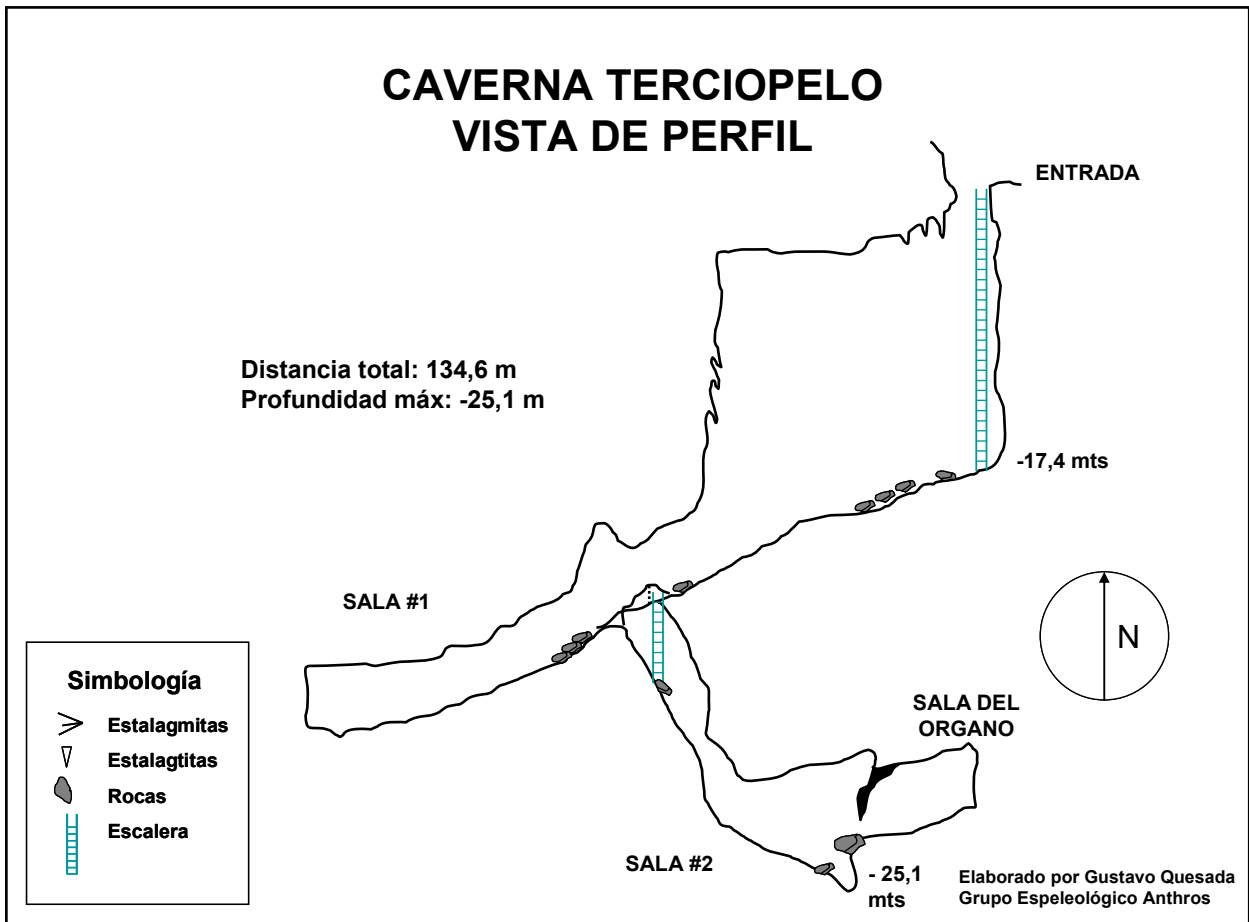 CAVERNA TERCIOPELO
VISTA DE PERFIL
ENTRADA
Distancia total: 134,6 m
Profundidad máx: -25,1 m
-17,4 mts
SALA #1
N
Simbología
Estalagmitas
Estalagtitas
Rocas
Escalera
SALA DEL
ORGANO
SALA #2
- 25,1
mts
Elaborado por Gustavo Quesada
Grupo Espeleológico Anthros